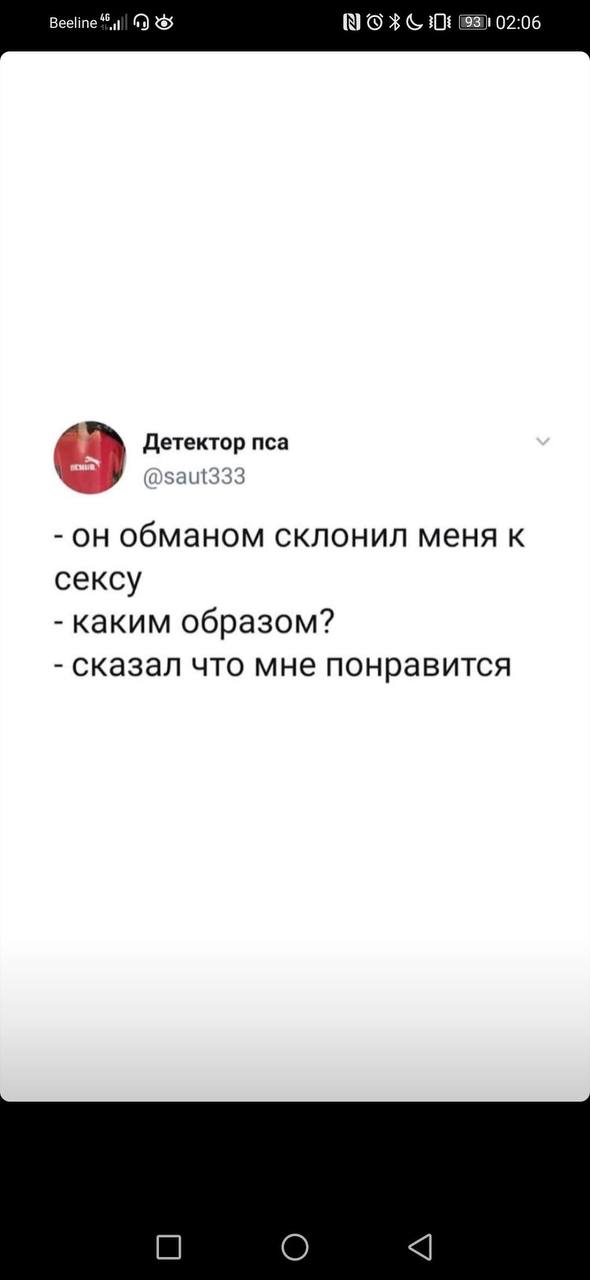 Beeline 4G 93 02:06
Детектор пса
@saut333
- он обманом склонил меня к
сексу
- каким образом?
- сказал что мне понравится